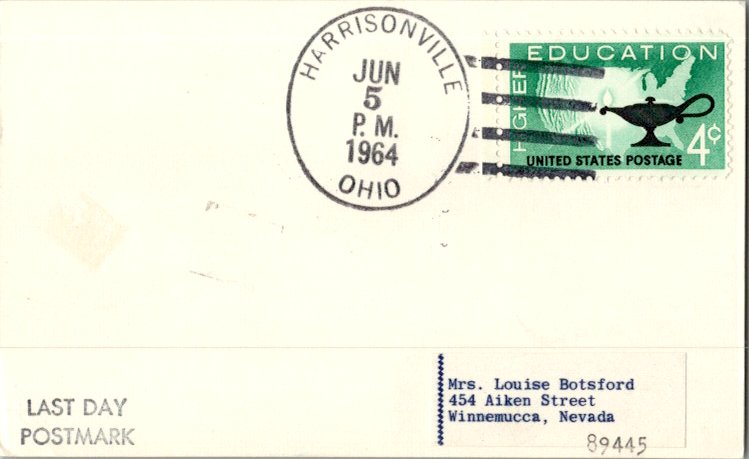 HARRISONVILLE
JUN
5
P. M.
1964
OHIO
HIGHER
EDUCATION
4¢
UNITED STATES POSTAGE
LAST DAY
POSTMARK
Mrs. Louise Botsford
454 Aiken Street
Winnemucca, Nevada
89445